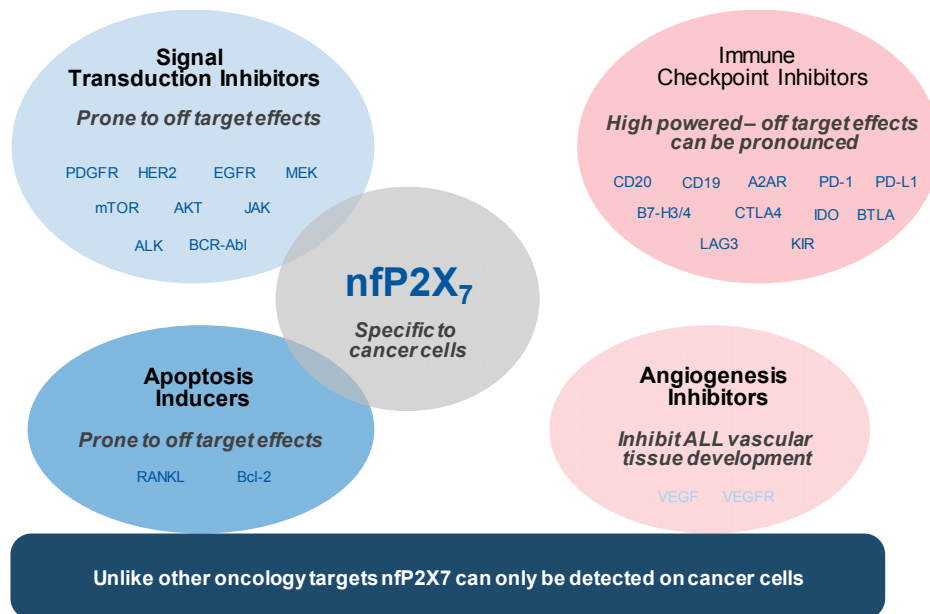 Signal
Transduction Inhibitors
Prone to off target effects
PDGFR HER2 EGFR MEK
mTOR AKT JAK
ALK BCR-Abl
Immune
Checkpoint Inhibitors
High powered – off target effects
can be pronounced
CD20 CD19 A2AR PD-1 PD-L1
B7-H3/4 CTLA4 IDO BTLA
LAG3 KIR
nfP2X7
Specific to
cancer cells
Apoptosis
Inducers
Prone to off target effects
RANKL Bcl-2
Angiogenesis
Inhibitors
Inhibit ALL vascular
tissue development
VEGF VEGFR
Unlike other oncology targets nfP2X7 can only be detected on cancer cells